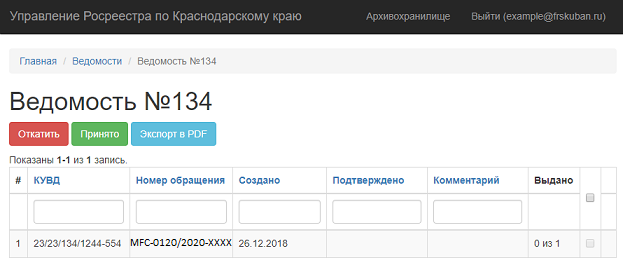 Управление Росреестра по Краснодарскому краю Архивохранилище Выйти (example@frskuban.ru)
Главная / Ведомости / Ведомость №134
Ведомость №134
Откатить Принято Экспорт в PDF
Показаны 1-1 из 1 запись.
# КУВД Номер обращения Создано Подтверждено Комментарий Выдано
1 23/23/134/1244-554 MFC-0120/2020-XXXX 26.12.2018 0 из 1